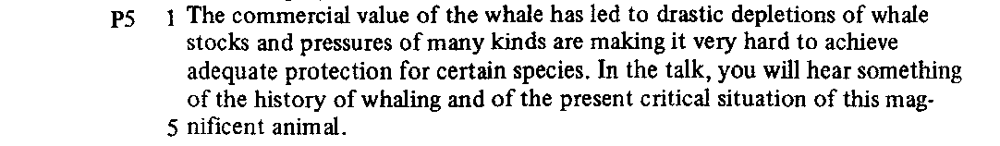 P5 1 The commercial value of the whale has led to drastic depletions of whale
stocks and pressures of many kinds are making it very hard to achieve
adequate protection for certain species. In the talk, you will hear something
of the history of whaling and of the present critical situation of this mag-
5 nificent animal.